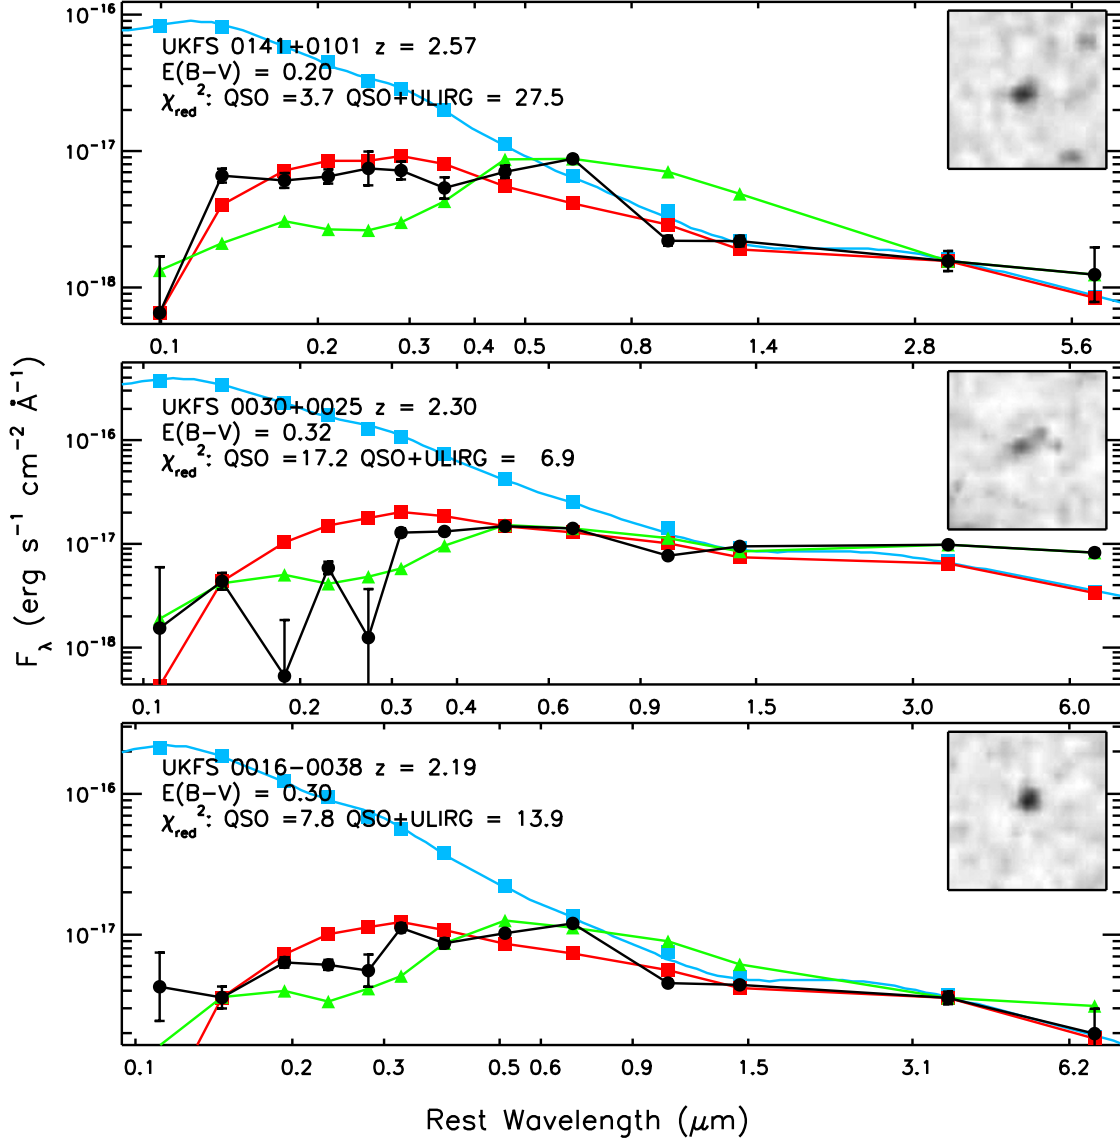 10⁻¹⁶
UKFS 0141+0101 z = 2.57
E(B−V) = 0.20
χred²: QSO =3.7 QSO+ULIRG = 27.5
10⁻¹⁷
10⁻¹⁸
0.1 0.2 0.3 0.4 0.5 0.8 1.4 2.8 5.6
UKFS 0030+0025 z = 2.30
E(B−V) = 0.32
χred²: QSO =17.2 QSO+ULIRG = 6.9
10⁻¹⁶
10⁻¹⁷
10⁻¹⁸
Fλ (erg s⁻¹ cm⁻² Å⁻¹)
0.1 0.2 0.3 0.4 0.6 0.9 1.5 3.0 6.0
UKFS 0016−0038 z = 2.19
E(B−V) = 0.30
χred²: QSO =7.8 QSO+ULIRG = 13.9
10⁻¹⁶
10⁻¹⁷
0.1 0.2 0.3 0.5 0.6 0.9 1.5 3.1 6.2
Rest Wavelength (μm)